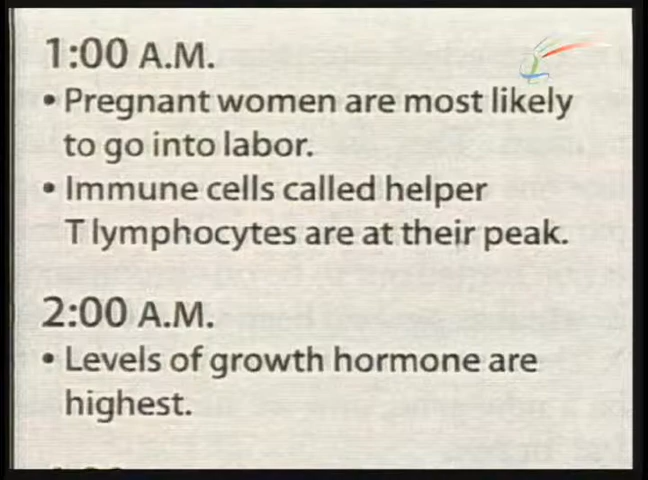 1:00 A.M.
• Pregnant women are most likely
to go into labor.
• Immune cells called helper
T lymphocytes are at their peak.
2:00 A.M.
• Levels of growth hormone are
highest.